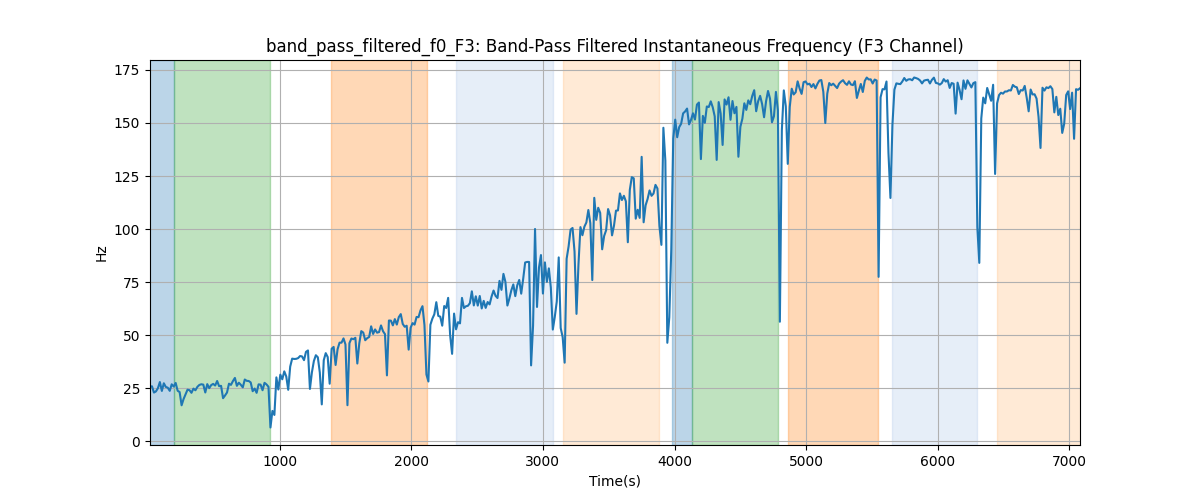 band_pass_filtered_f0_F3: Band-Pass Filtered Instantaneous Frequency (F3 Channel)
175
150
125
100
75
50
25
0
Hz
1000 2000 3000 4000 5000 6000 7000
Time(s)